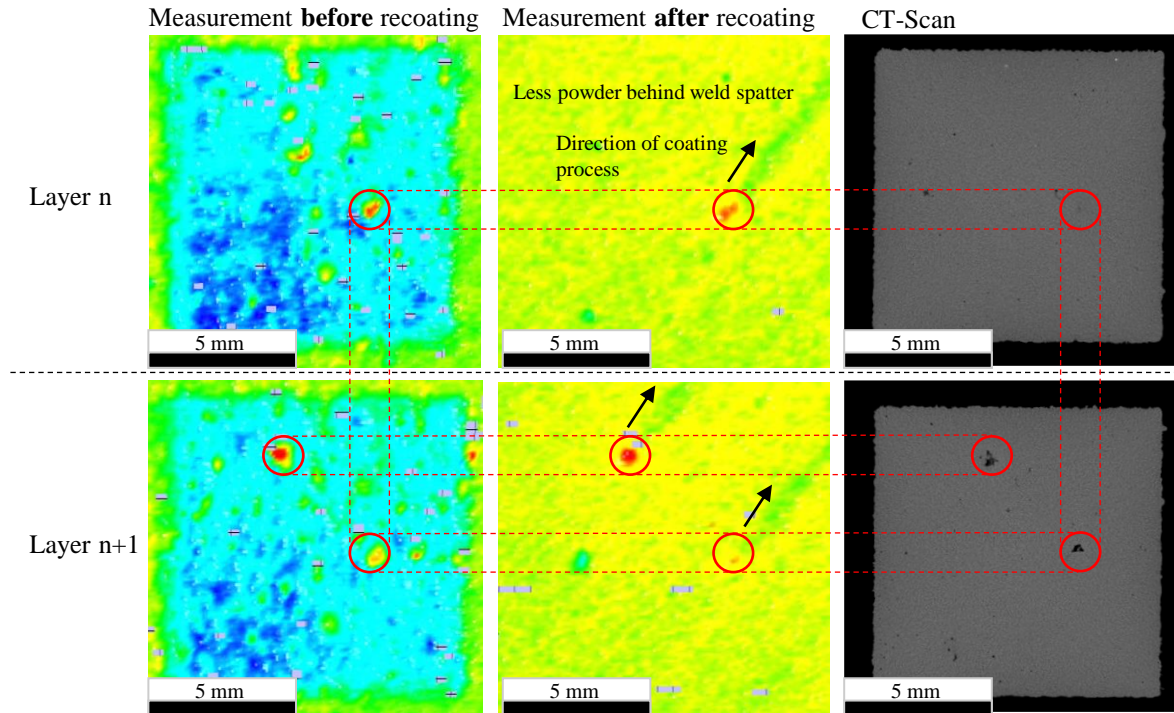 Measurement before recoating
Measurement after recoating
CT-Scan
Layer n
Less powder behind weld spatter
Direction of coating
process
5 mm
5 mm
5 mm
Layer n+1
5 mm
5 mm
5 mm